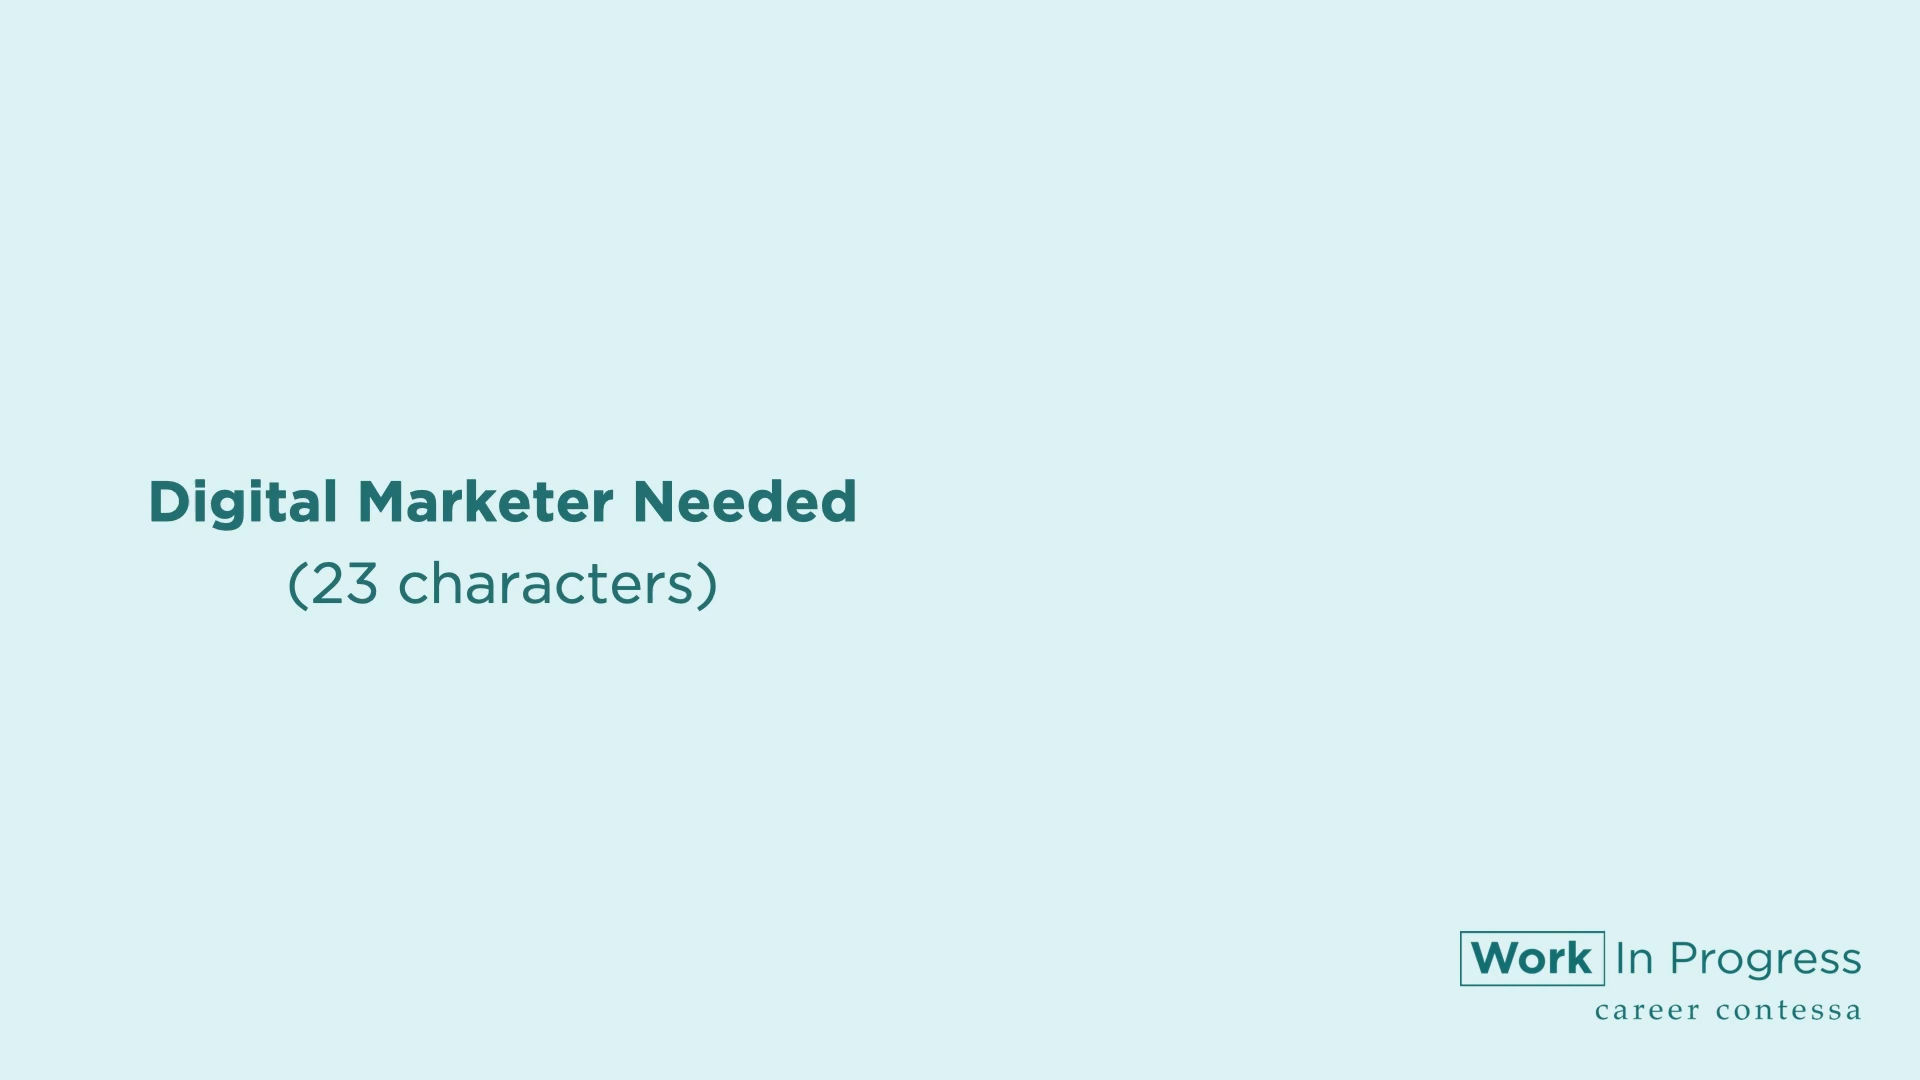 Digital Marketer Needed
(23 characters)
Work In Progress
career contessa